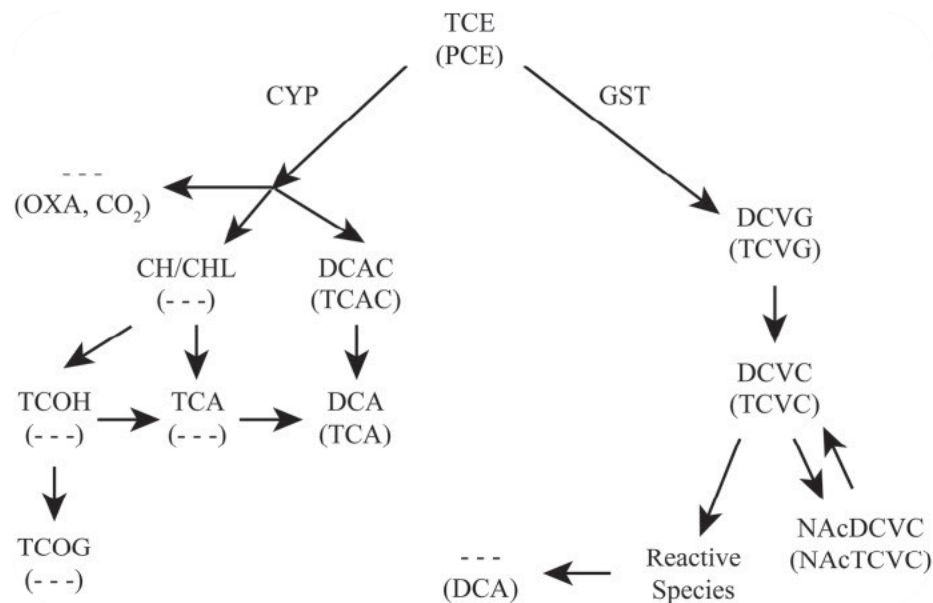 TCE
(PCE)
CYP
GST
- - -
(OXA, CO₂)
DCVG
(TCVG)
CH/CHL
(- - -)
DCAC
(TCAC)
DCVC
(TCVC)
TCOH
(- - -)
TCA
(- - -)
DCA
(TCA)
NAcDCVC
(NAcTCVC)
TCOG
(- - -)
Reactive
Species
- - -
(DCA)